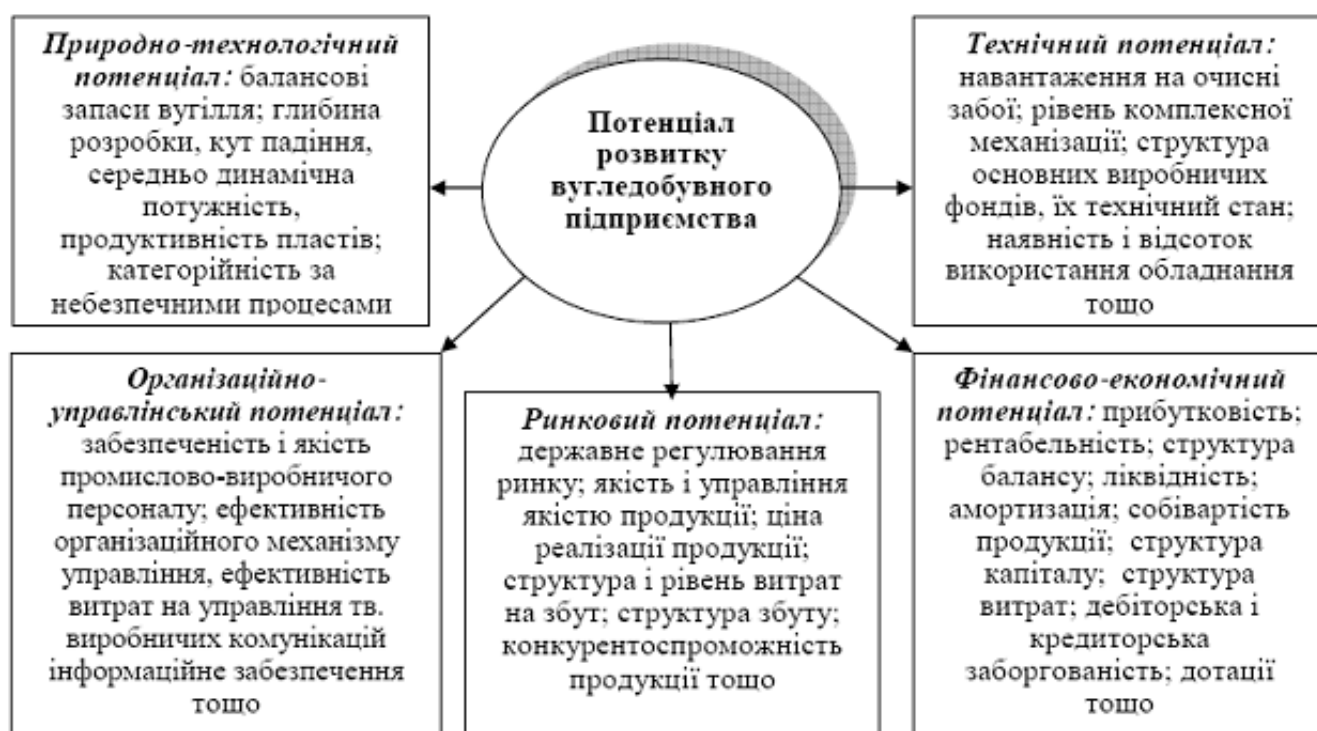 Природно-технологічний
потенціал: балансові
запаси вугілля; глибина
розробки, кут падіння,
середньо динамічна
потужність,
продуктивність пластів;
категорійність за
небезпечними процесами
Потенціал
розвитку
вугледобувного
підприємства
Технічний потенціал:
навантаження на очисні
забої; рівень комплексної
механізації; структура
основних виробничих
фондів, їх технічний стан;
наявність і відсоток
використання обладнання
тощо
Організаційно-
управлінський потенціал:
забезпеченість і якість
промислово-виробничого
персоналу; ефективність
організаційного механізму
управління, ефективність
витрат на управління тв.
виробничих комунікацій
інформаційне забезпечення
тощо
Ринковий потенціал:
державне регулювання
ринку; якість і управління
якістю продукції; ціна
реалізації продукції;
структура і рівень витрат
на збут; структура збуту;
конкурентоспроможність
продукції тощо
Фінансово-економічний
потенціал: прибутковість;
рентабельність; структура
балансу; ліквідність;
амортизація; собівартість
продукції; структура
капіталу; структура
витрат; дебіторська і
кредиторська
заборгованість; дотації
тощо